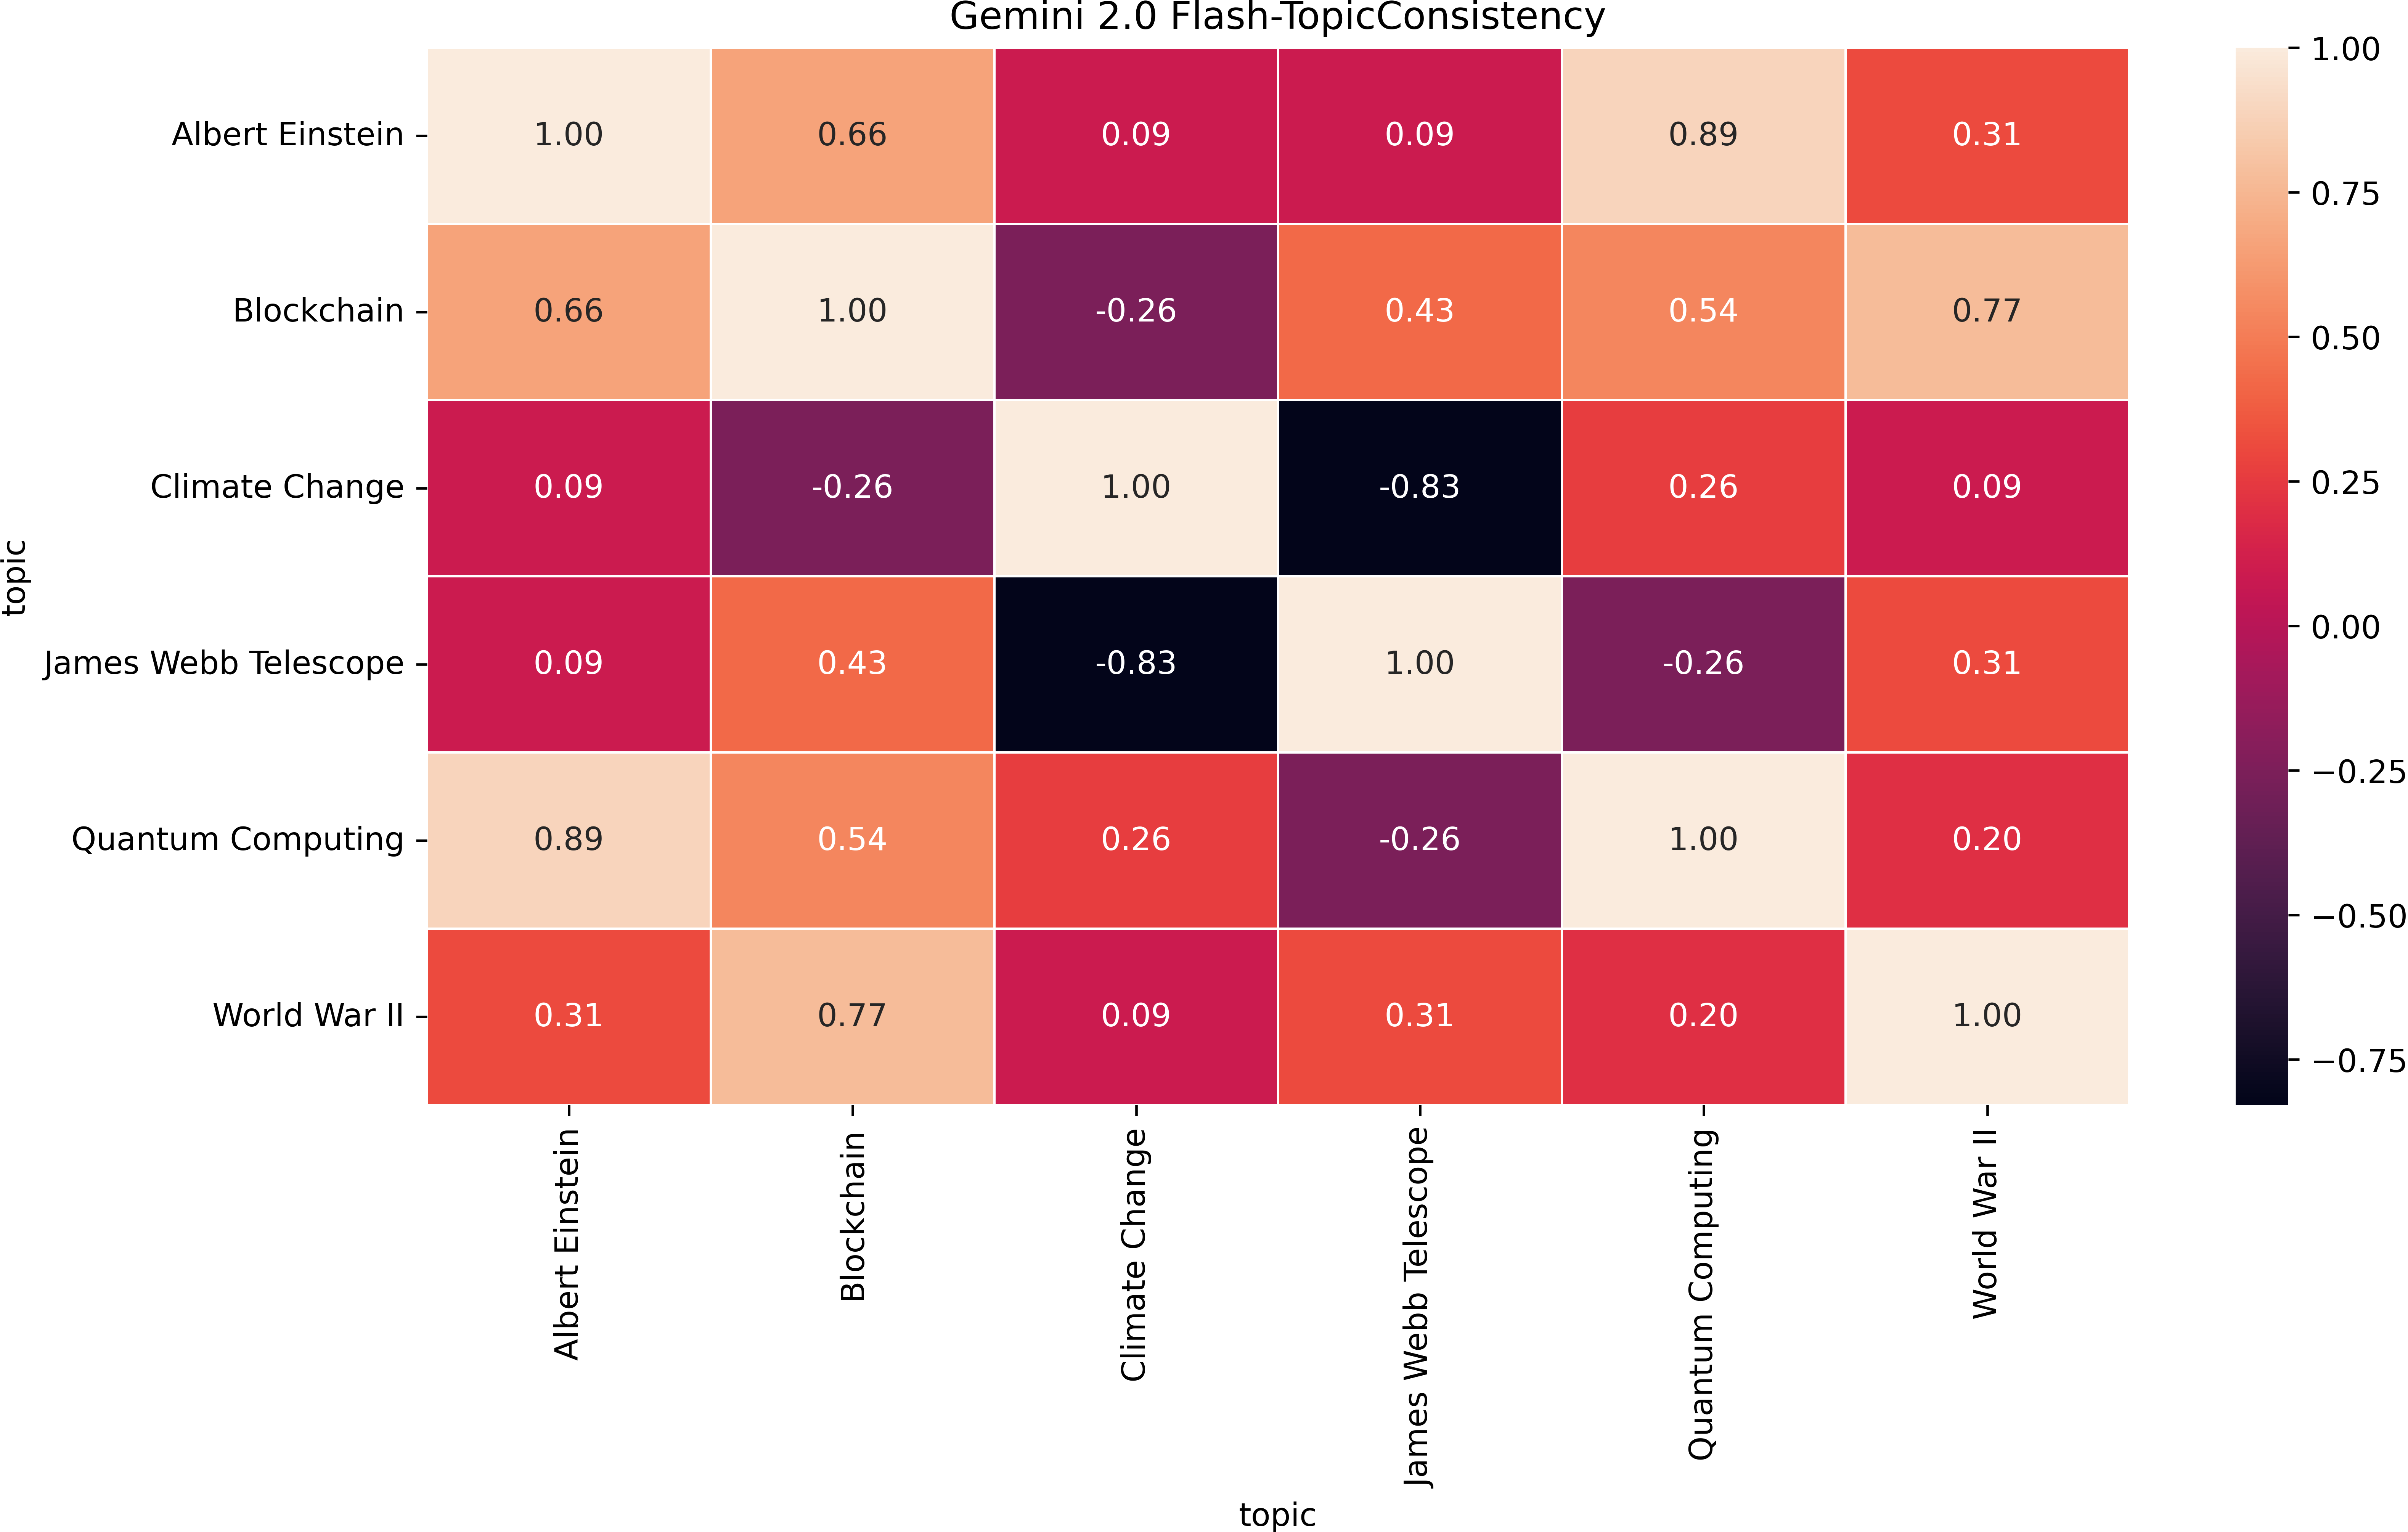 Gemini 2.0 Flash-TopicConsistency
Albert Einstein 1.00 0.66 0.09 0.09 0.89 0.31
Blockchain 0.66 1.00 -0.26 0.43 0.54 0.77
Climate Change 0.09 -0.26 1.00 -0.83 0.26 0.09
James Webb Telescope 0.09 0.43 -0.83 1.00 -0.26 0.31
Quantum Computing 0.89 0.54 0.26 -0.26 1.00 0.20
World War II 0.31 0.77 0.09 0.31 0.20 1.00
topic
Albert Einstein
Blockchain
Climate Change
James Webb Telescope
Quantum Computing
World War II
topic
1.00
0.75
0.50
0.25
0.00
−0.25
−0.50
−0.75